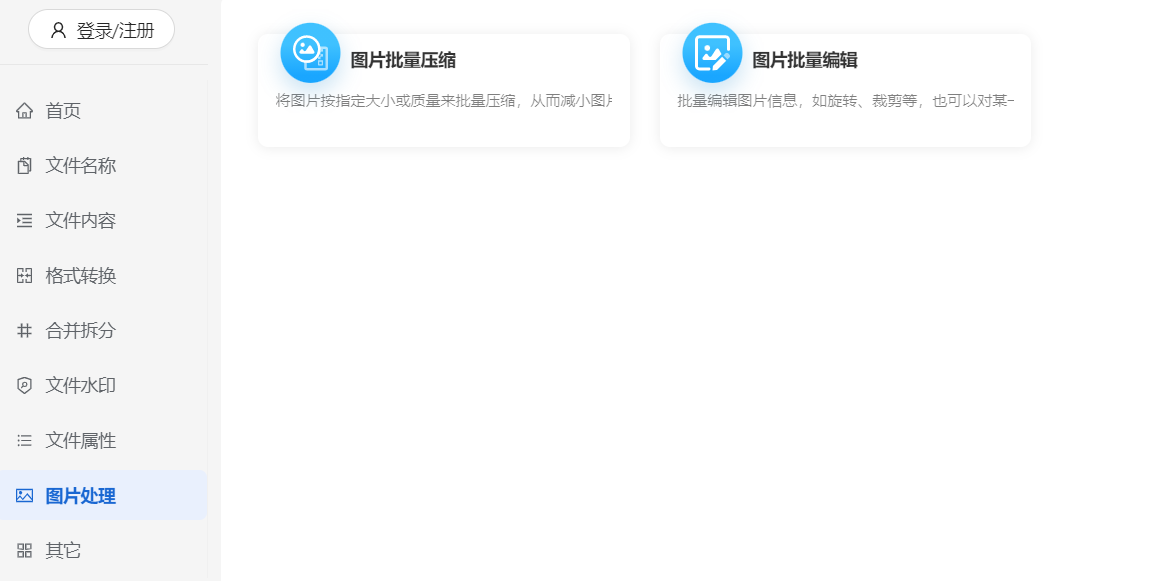 登录/注册
首页
文件名称
文件内容
格式转换
合并拆分
文件水印
文件属性
图片处理
其它
图片批量压缩
将图片按指定大小或质量来批量压缩，从而减小图片
图片批量编辑
批量编辑图片信息，如旋转、裁剪等，也可以对某一